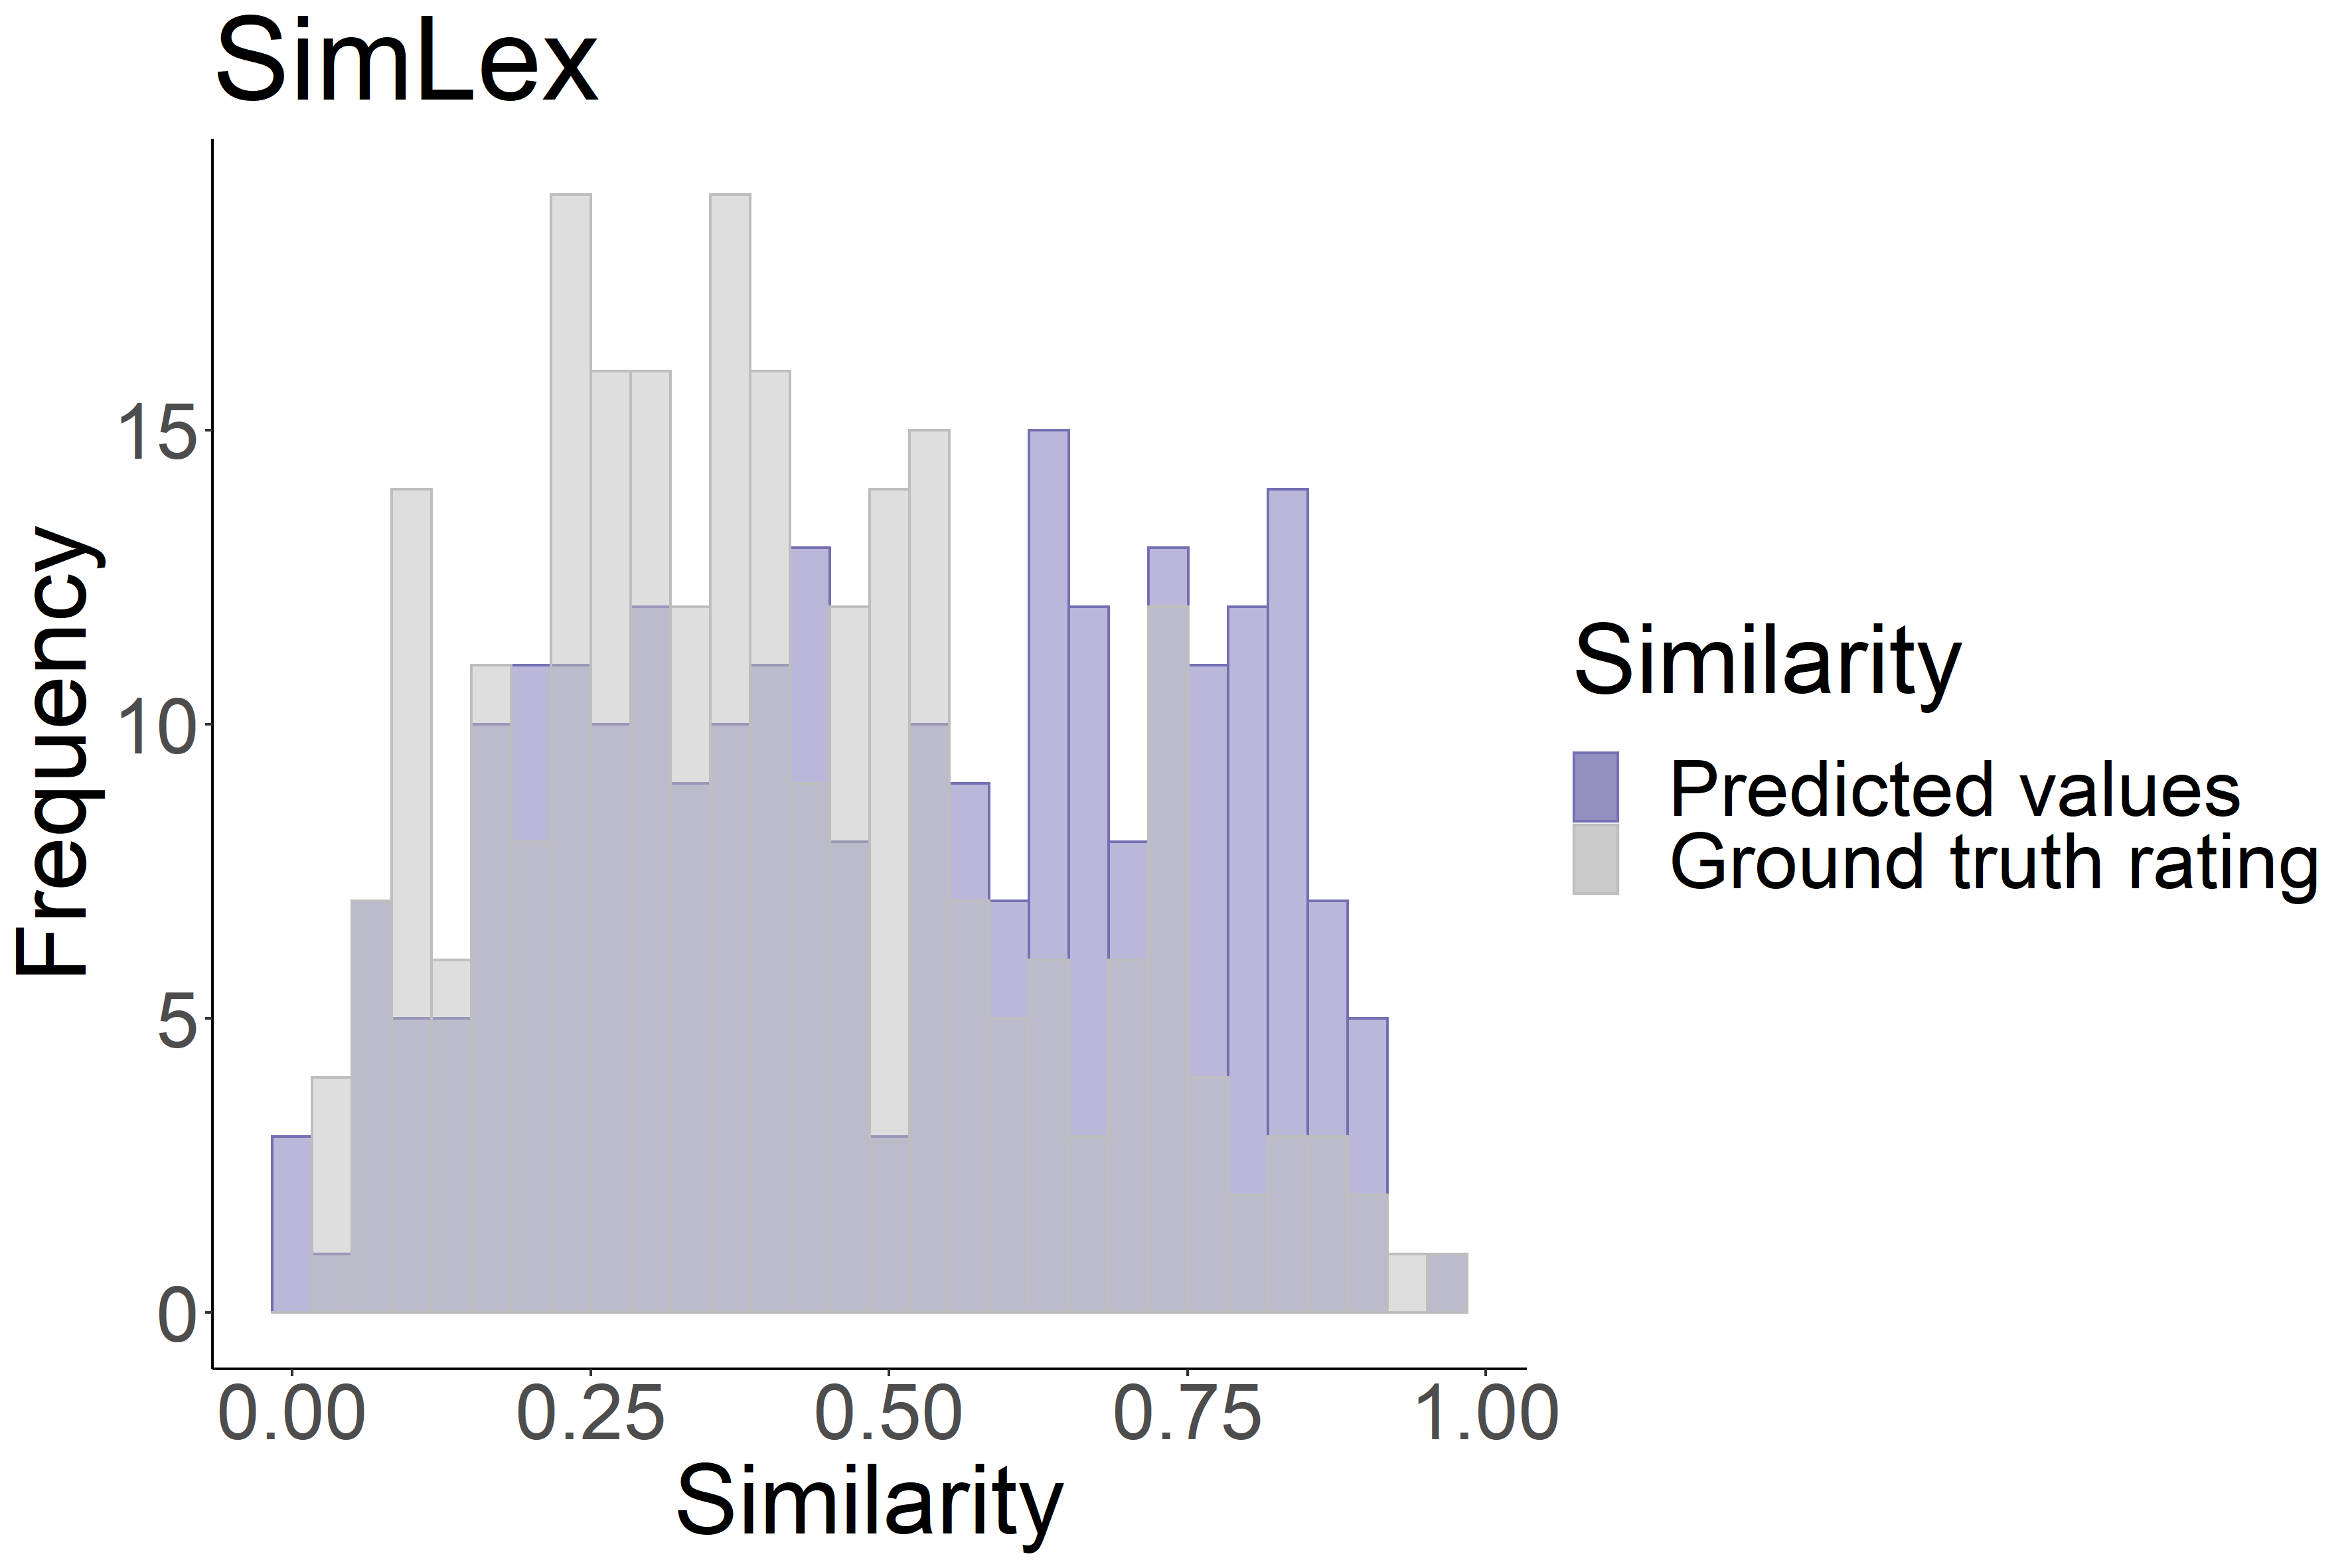 SimLex
Frequency
15
10
5
0
0.00 0.25 0.50 0.75 1.00
Similarity
Similarity
Predicted values
Ground truth rating